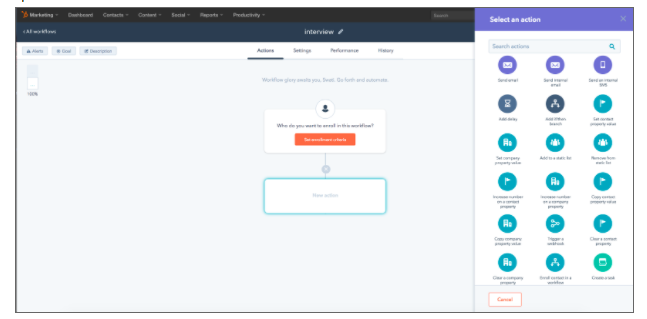 Marketing
Dashboard
Contacts
Content
Social
Reports
Productivity
Search
Select an action
< All workflows
interview
Alerts
Goal
Description
Actions
Settings
Performance
History
Search actions
100%
Workflow glory awaits you, Swati. Go forth and automate.
Who do you want to enroll in this workflow?
Set enrollment criteria
New action
Send email
Send internal
email
Send an internal
SMS
Add delay
Add if/then
branch
Set contact
property value
Set company
property value
Add to a static list
Remove from
static list
Increase number
on a contact
property
Increase number
on a company
property
Copy contact
property value
Copy company
property value
Trigger a
webhook
Clear a contact
property
Clear a company
property
Enroll contact in a
workflow
Create a task
Cancel